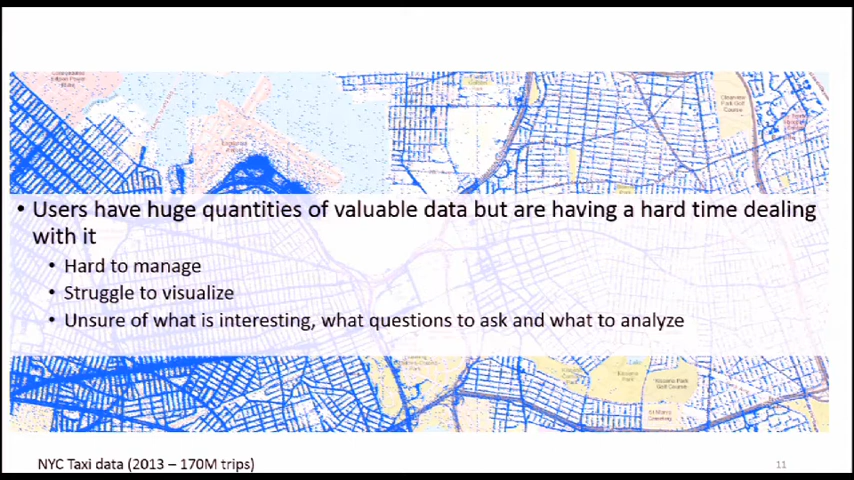 • Users have huge quantities of valuable data but are having a hard time dealing
with it
• Hard to manage
• Struggle to visualize
• Unsure of what is interesting, what questions to ask and what to analyze
NYC Taxi data (2013 – 170M trips)
11